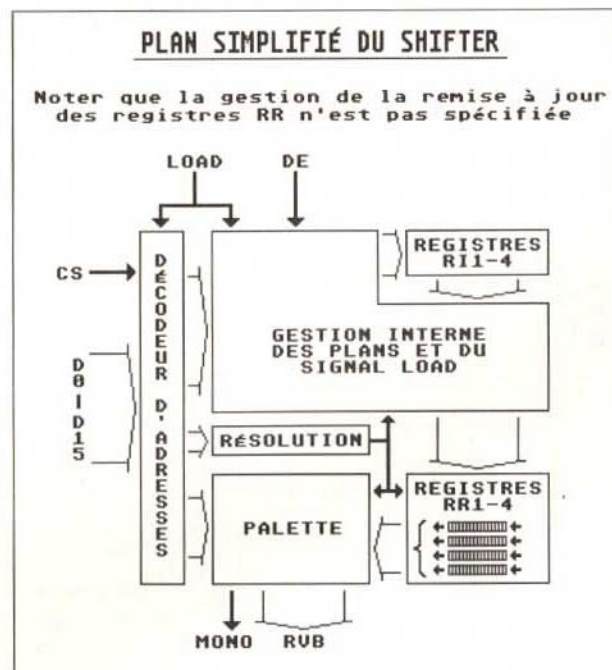 PLAN SIMPLIFIÉ DU SHIFTER
Noter que la gestion de la remise à jour
des registres RR n'est pas spécifiée
LOAD DE
CS
D0-D15
DÉCODEUR D'ADRESSES
REGISTRES
RI1-4
GESTION INTERNE
DES PLANS ET DU
SIGNAL LOAD
RÉSOLUTION
PALETTE
REGISTRES
RR1-4
MONO RVB